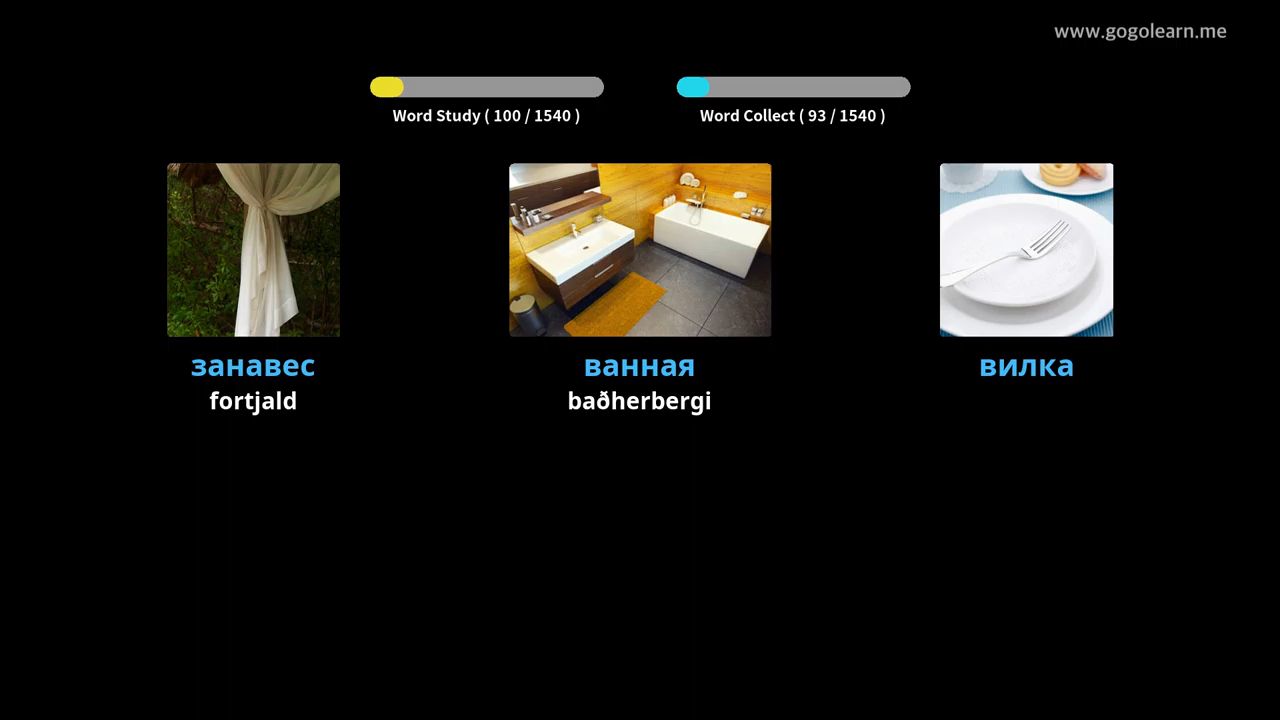 www.gogolearn.me
Word Study ( 100 / 1540 )
Word Collect ( 93 / 1540 )
занавес
fortjald
ванная
baðherbergi
вилка